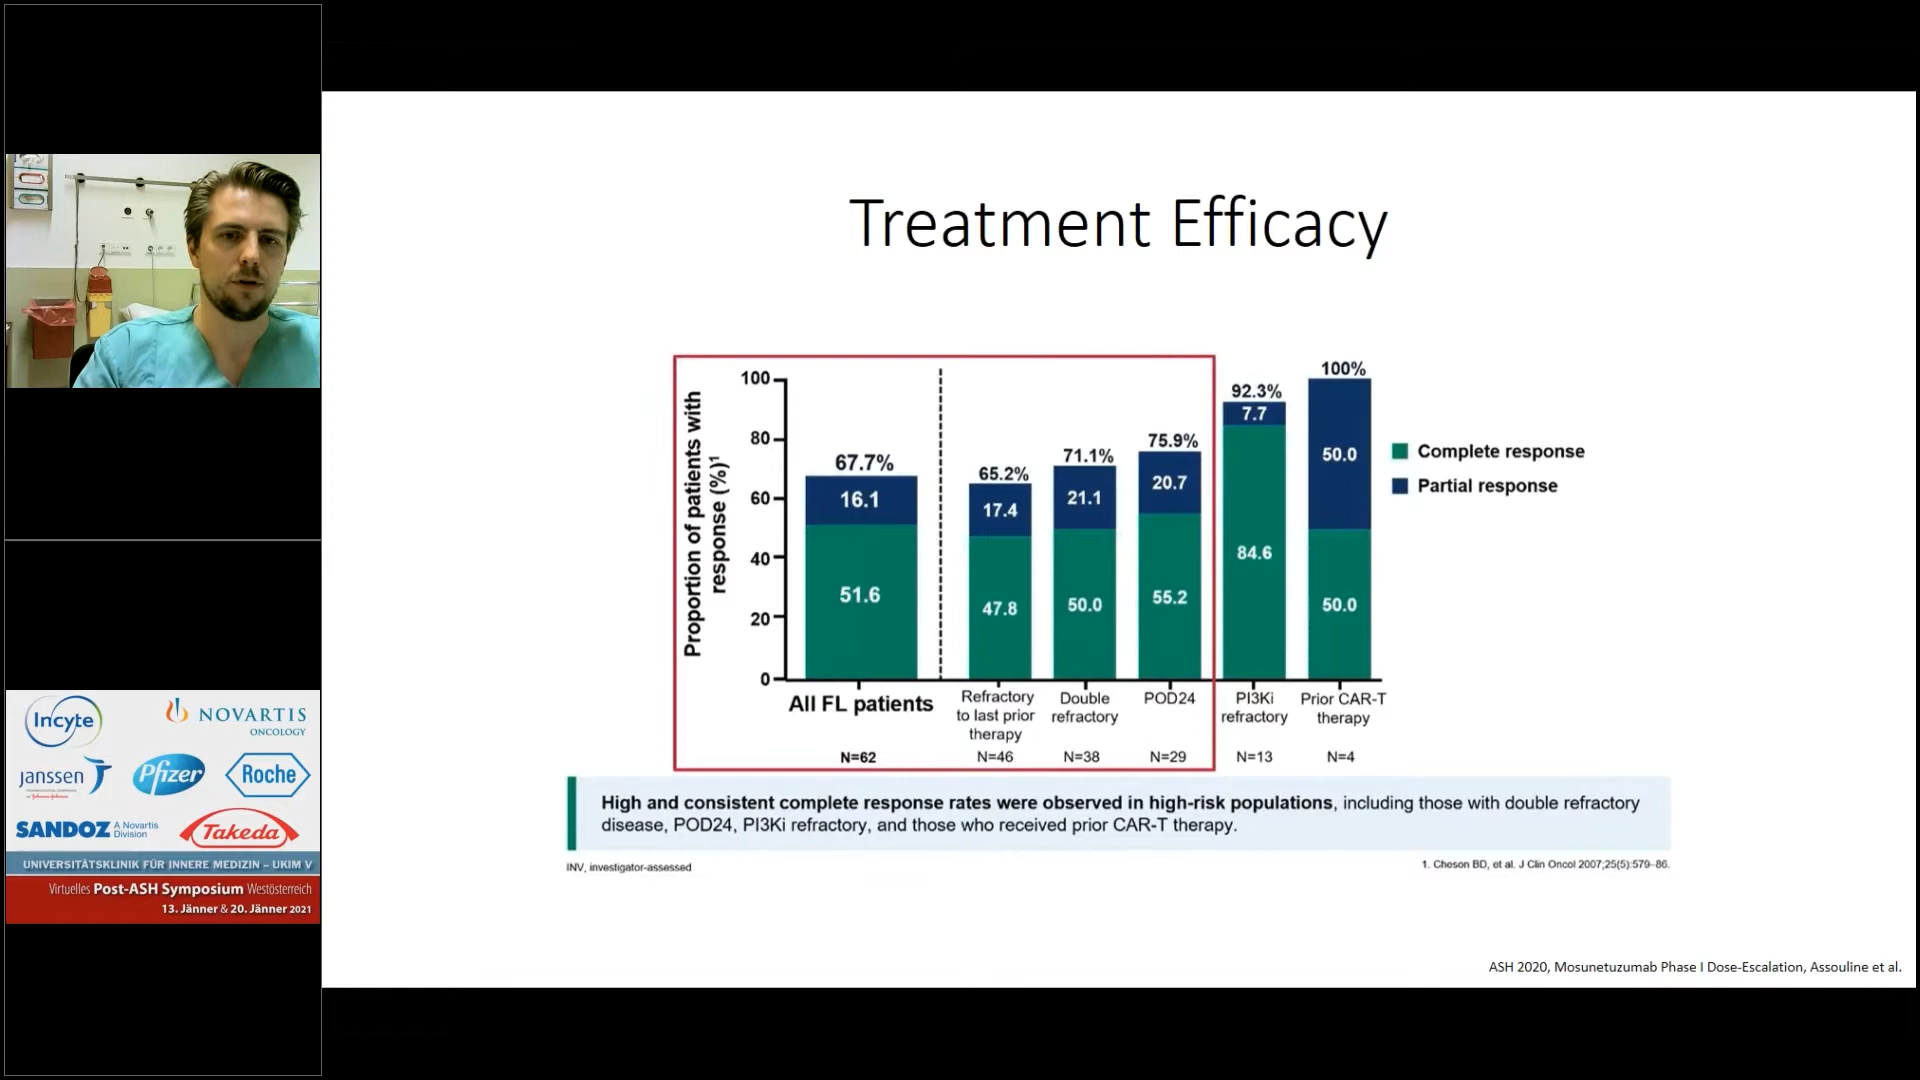 Treatment Efficacy
Proportion of patients with
response (%)¹
100
80
60
40
20
0
67.7%
16.1
51.6
65.2%
17.4
47.8
71.1%
21.1
50.0
75.9%
20.7
55.2
92.3%
7.7
84.6
100%
50.0
50.0
Complete response
Partial response
All FL patients
N=62
Refractory
to last prior
therapy
N=46
Double
refractory
N=38
POD24
N=29
PI3Ki
refractory
N=13
Prior CAR-T
therapy
N=4
High and consistent complete response rates were observed in high-risk populations, including those with double refractory
disease, POD24, PI3Ki refractory, and those who received prior CAR-T therapy.
INV, investigator-assessed
1. Cheson BD, et al. J Clin Oncol 2007;25(5):579–86.
ASH 2020, Mosunetuzumab Phase I Dose-Escalation, Assouline et al.
Incyte
NOVARTIS
ONCOLOGY
janssen
Pfizer
Roche
SANDOZ A Novartis
Division
Takeda
UNIVERSITÄTSKLINIK FÜR INNERE MEDIZIN – UKIM V
Virtuelles Post-ASH Symposium Westösterreich
13. Jänner & 20. Jänner 2021